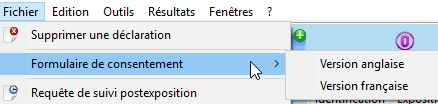 Fichier Edition Outils Résultats Fenêtres ?
Supprimer une déclaration
Formulaire de consentement
Version anglaise
Version française
Requête de suivi postexposition